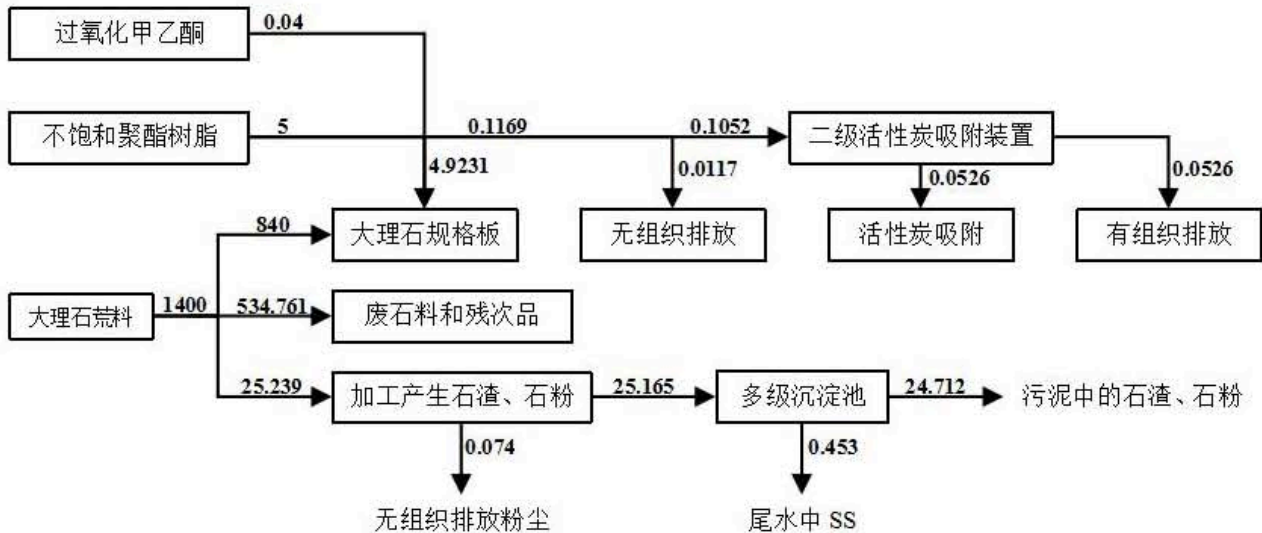 过氧化甲乙酮
0.04
不饱和聚酯树脂
5
0.1169
0.1052
二级活性炭吸附装置
4.9231
0.0117
0.0526
0.0526
840
大理石规格板
无组织排放
活性炭吸附
有组织排放
大理石荒料
1400
534.761
废石料和残次品
25.239
加工产生石渣、石粉
25.165
多级沉淀池
24.712
污泥中的石渣、石粉
0.074
0.453
无组织排放粉尘
尾水中 SS